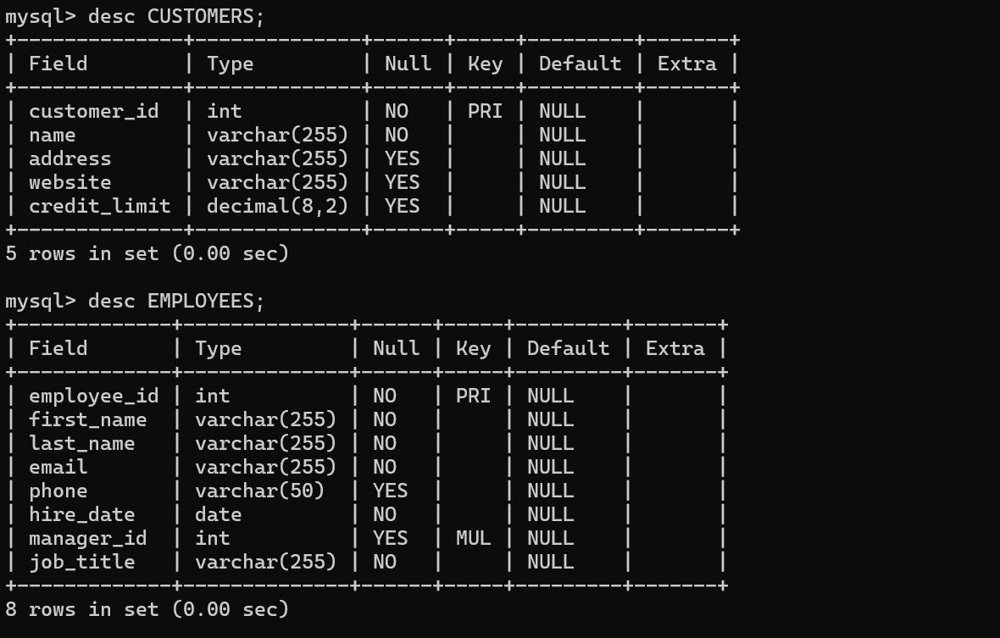 mysql> desc CUSTOMERS;
+--------------+--------------+------+-----+---------+-------+
| Field        | Type         | Null | Key | Default | Extra |
+--------------+--------------+------+-----+---------+-------+
| customer_id  | int          | NO   | PRI | NULL    |       |
| name         | varchar(255) | NO   |     | NULL    |       |
| address      | varchar(255) | YES  |     | NULL    |       |
| website      | varchar(255) | YES  |     | NULL    |       |
| credit_limit | decimal(8,2) | YES  |     | NULL    |       |
+--------------+--------------+------+-----+---------+-------+
5 rows in set (0.00 sec)

mysql> desc EMPLOYEES;
+-------------+--------------+------+-----+---------+-------+
| Field       | Type         | Null | Key | Default | Extra |
+-------------+--------------+------+-----+---------+-------+
| employee_id | int          | NO   | PRI | NULL    |       |
| first_name  | varchar(255) | NO   |     | NULL    |       |
| last_name   | varchar(255) | NO   |     | NULL    |       |
| email       | varchar(255) | NO   |     | NULL    |       |
| phone       | varchar(50)  | YES  |     | NULL    |       |
| hire_date   | date         | NO   |     | NULL    |       |
| manager_id  | int          | YES  | MUL | NULL    |       |
| job_title   | varchar(255) | NO   |     | NULL    |       |
+-------------+--------------+------+-----+---------+-------+
8 rows in set (0.00 sec)